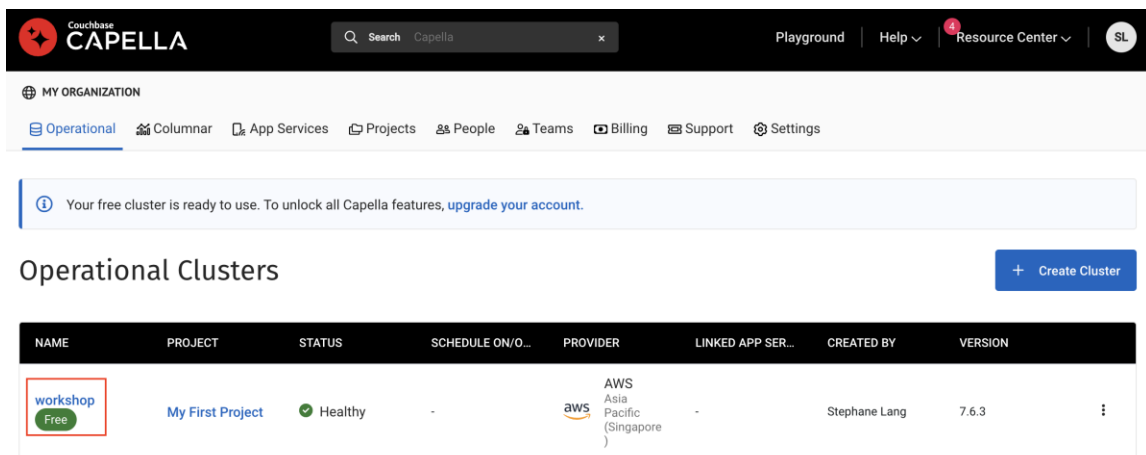 Couchbase
CAPELLA
Search Capella ×
Playground
Help
4
Resource Center
SL
MY ORGANIZATION
Operational
Columnar
App Services
Projects
People
Teams
Billing
Support
Settings
Your free cluster is ready to use. To unlock all Capella features, upgrade your account.
Operational Clusters
+ Create Cluster
NAME PROJECT STATUS SCHEDULE ON/O... PROVIDER LINKED APP SER... CREATED BY VERSION
workshop
Free
My First Project
Healthy
-
aws
AWS
Asia
Pacific
(Singapore
)
-
Stephane Lang
7.6.3